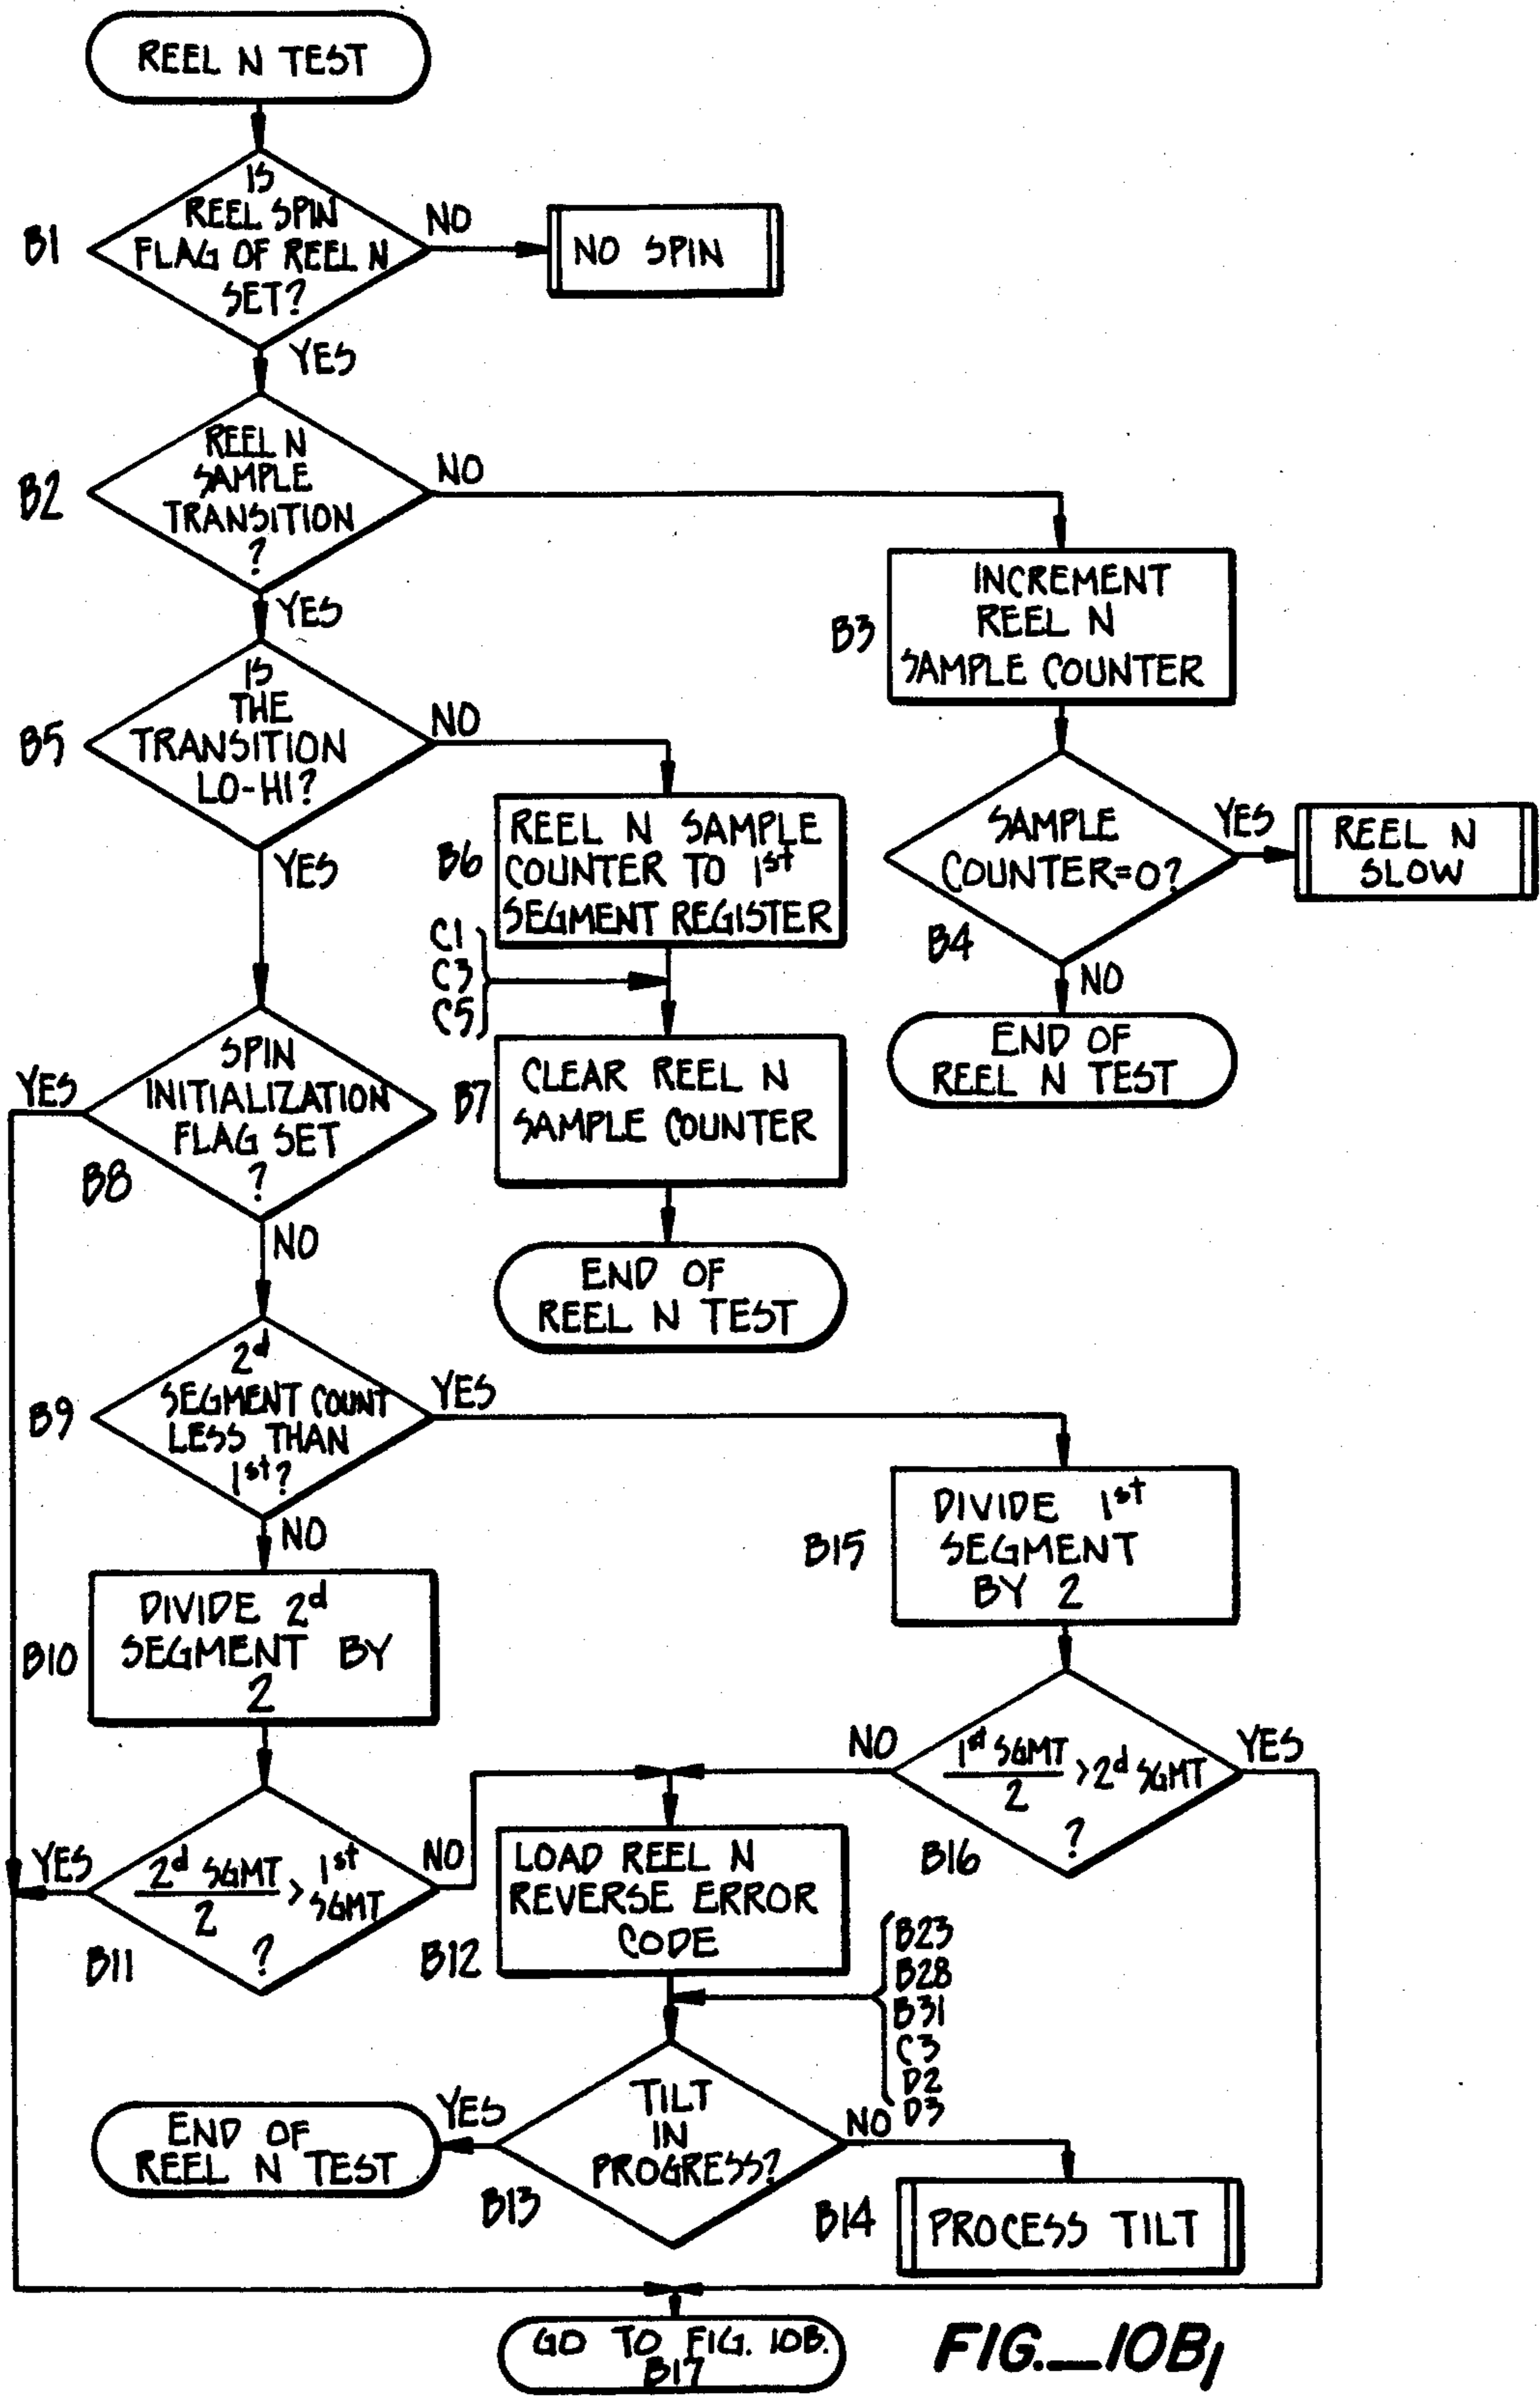 REEL N TEST
IS
REEL SPIN
FLAG OF REEL N
SET?
B1
NO
NO SPIN
YES
REEL N
SAMPLE
TRANSITION
?
B2
NO
YES
INCREMENT
REEL N
SAMPLE COUNTER
B3
IS
THE
TRANSITION
LO-HI?
B5
NO
YES
REEL N SAMPLE
COUNTER TO 1st
SEGMENT REGISTER
B6
SAMPLE
COUNTER=0?
B4
YES
REEL N
SLOW
NO
END OF
REEL N TEST
C1
C3
C5
CLEAR REEL N
SAMPLE COUNTER
B7
END OF
REEL N TEST
SPIN
INITIALIZATION
FLAG SET
?
YES
B8
NO
2d
SEGMENT COUNT
LESS THAN
1st?
B9
YES
NO
DIVIDE 1st
SEGMENT
BY 2
B15
DIVIDE 2d
SEGMENT BY
2
B10
1st SGMT
2
>2d SGMT
?
NO
YES
B16
2d SGMT
2
> 1st
SGMT
?
YES
NO
B11
LOAD REEL N
REVERSE ERROR
CODE
B12
B23
B28
B31
C3
D2
D3
TILT
IN
PROGRESS?
YES
NO
B13
END OF
REEL N TEST
B14
PROCESS TILT
GO TO FIG. 10B.
B17
FIG._10B1